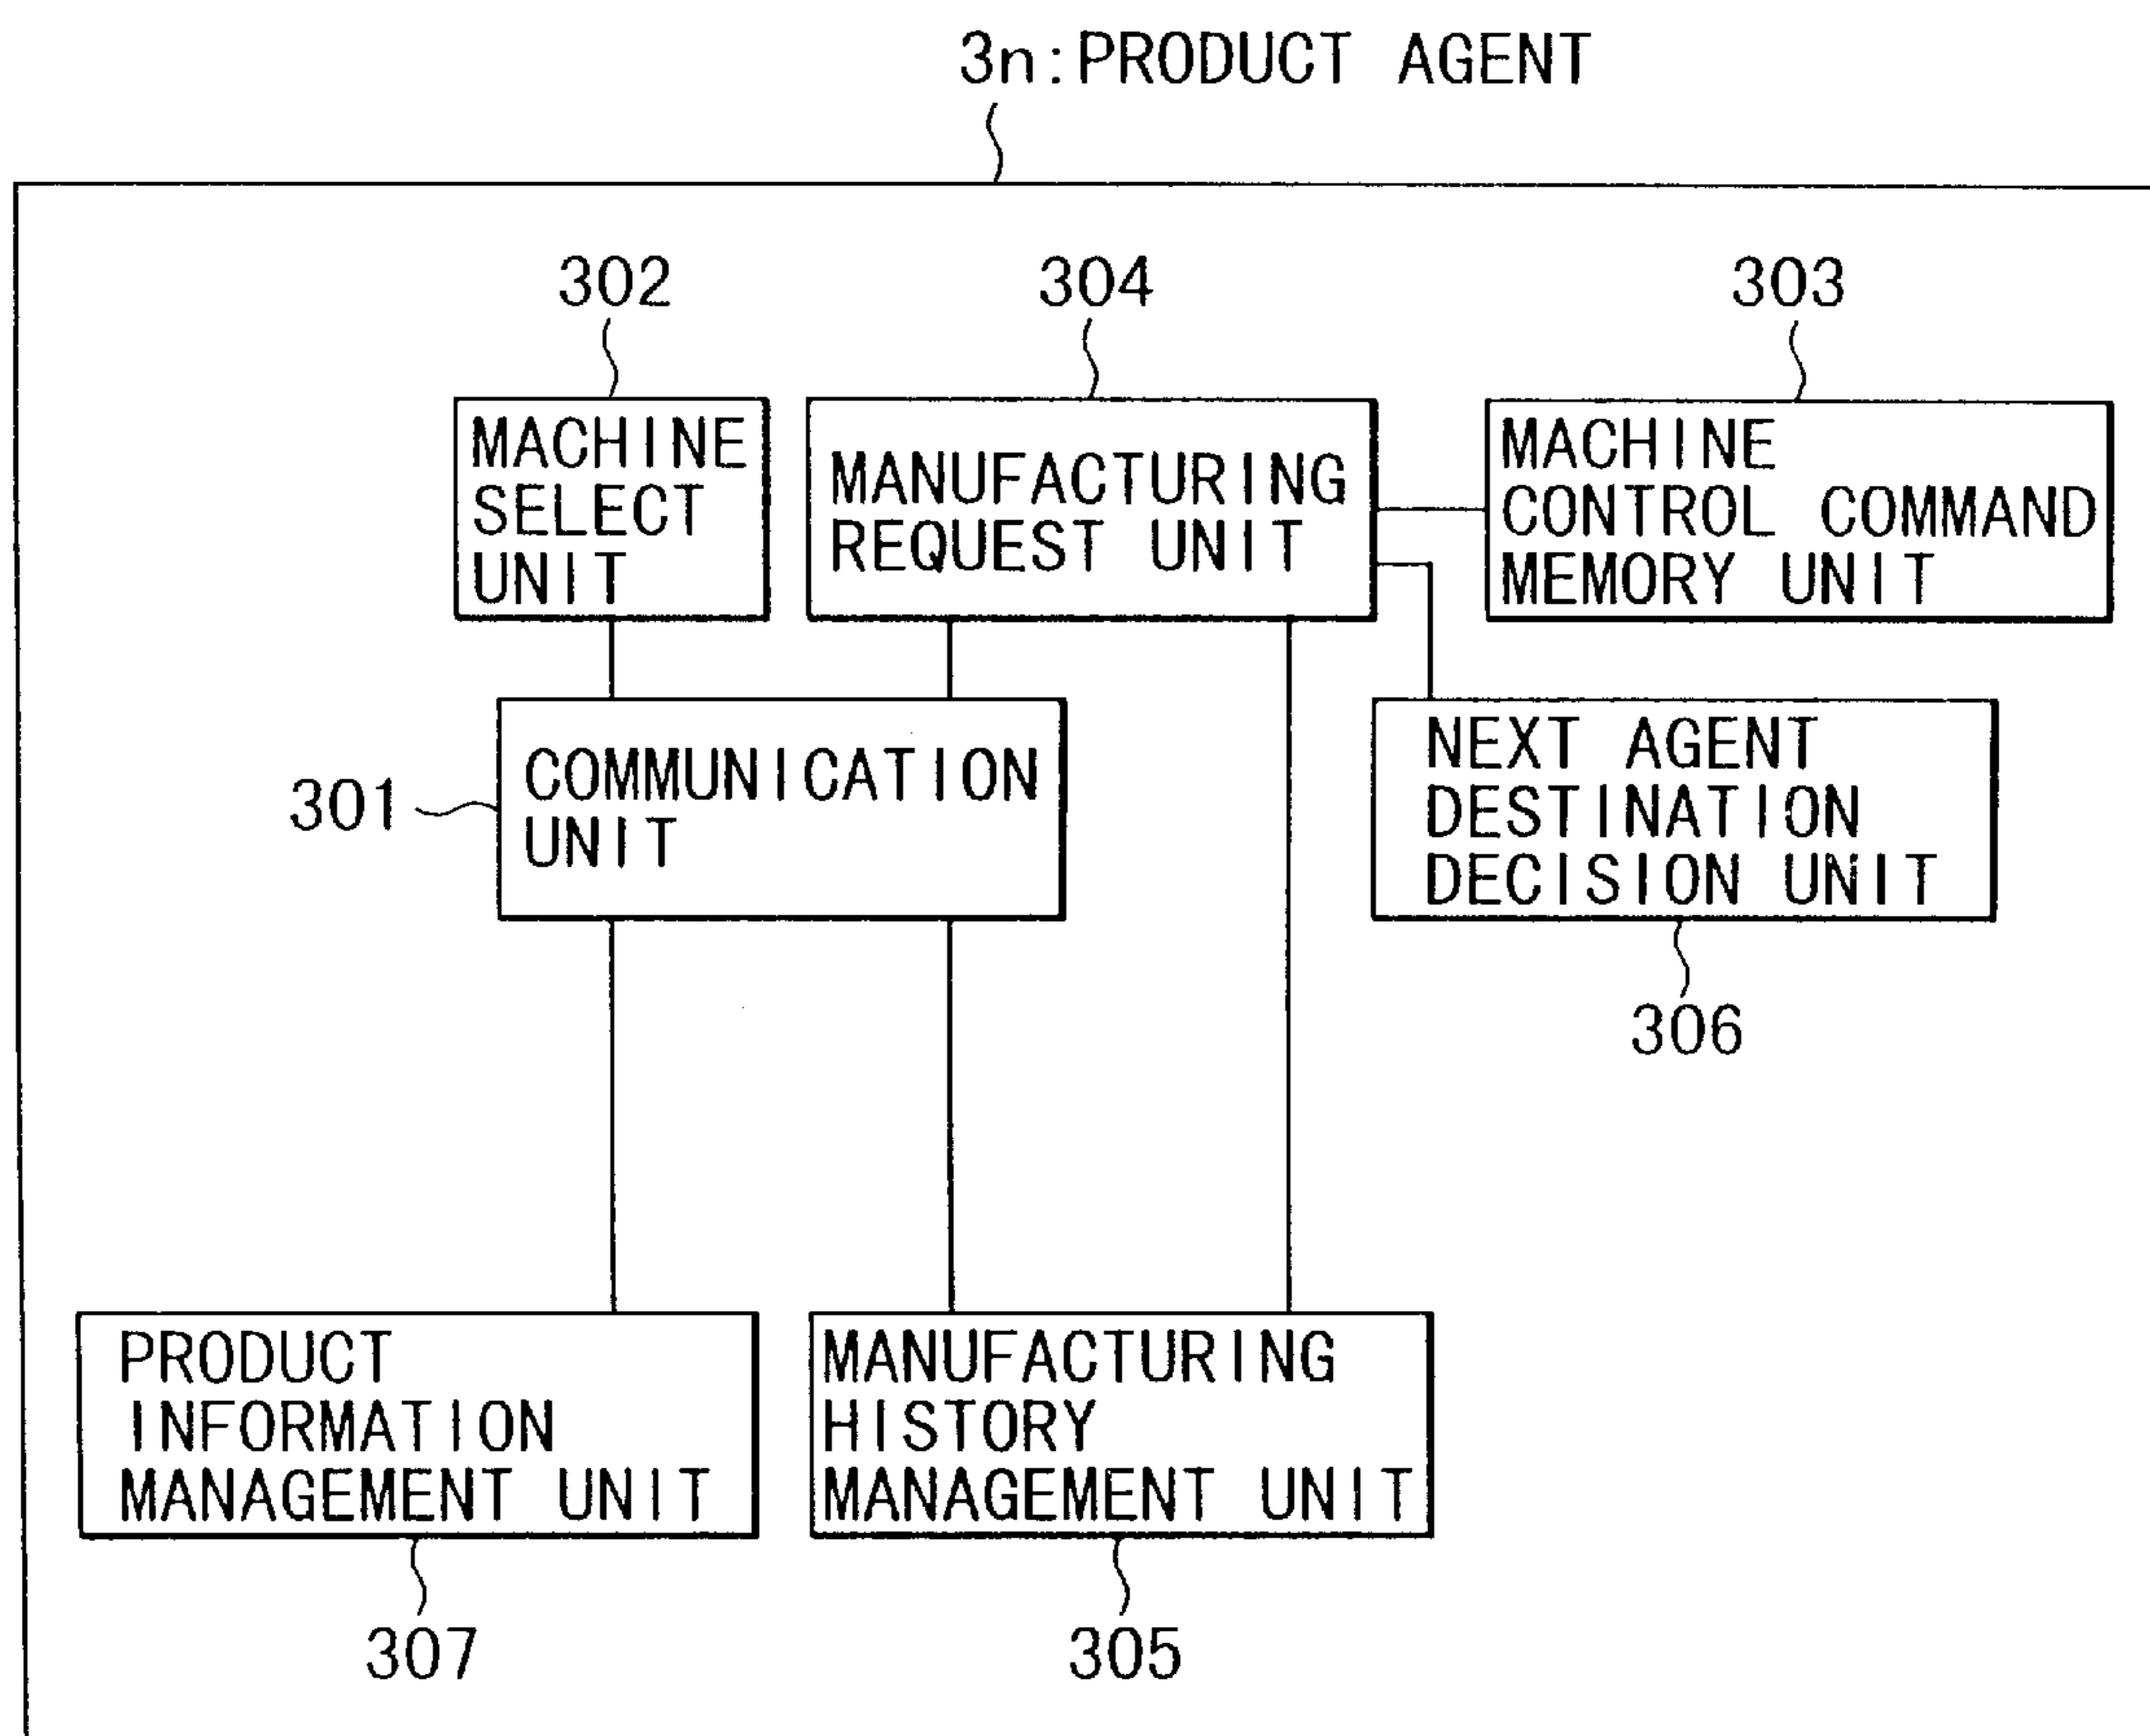 3n:PRODUCT AGENT
302
304
303
MACHINE
SELECT
UNIT
MANUFACTURING
REQUEST UNIT
MACHINE
CONTROL COMMAND
MEMORY UNIT
301
COMMUNICATION
UNIT
NEXT AGENT
DESTINATION
DECISION UNIT
306
PRODUCT
INFORMATION
MANAGEMENT UNIT
MANUFACTURING
HISTORY
MANAGEMENT UNIT
307
305